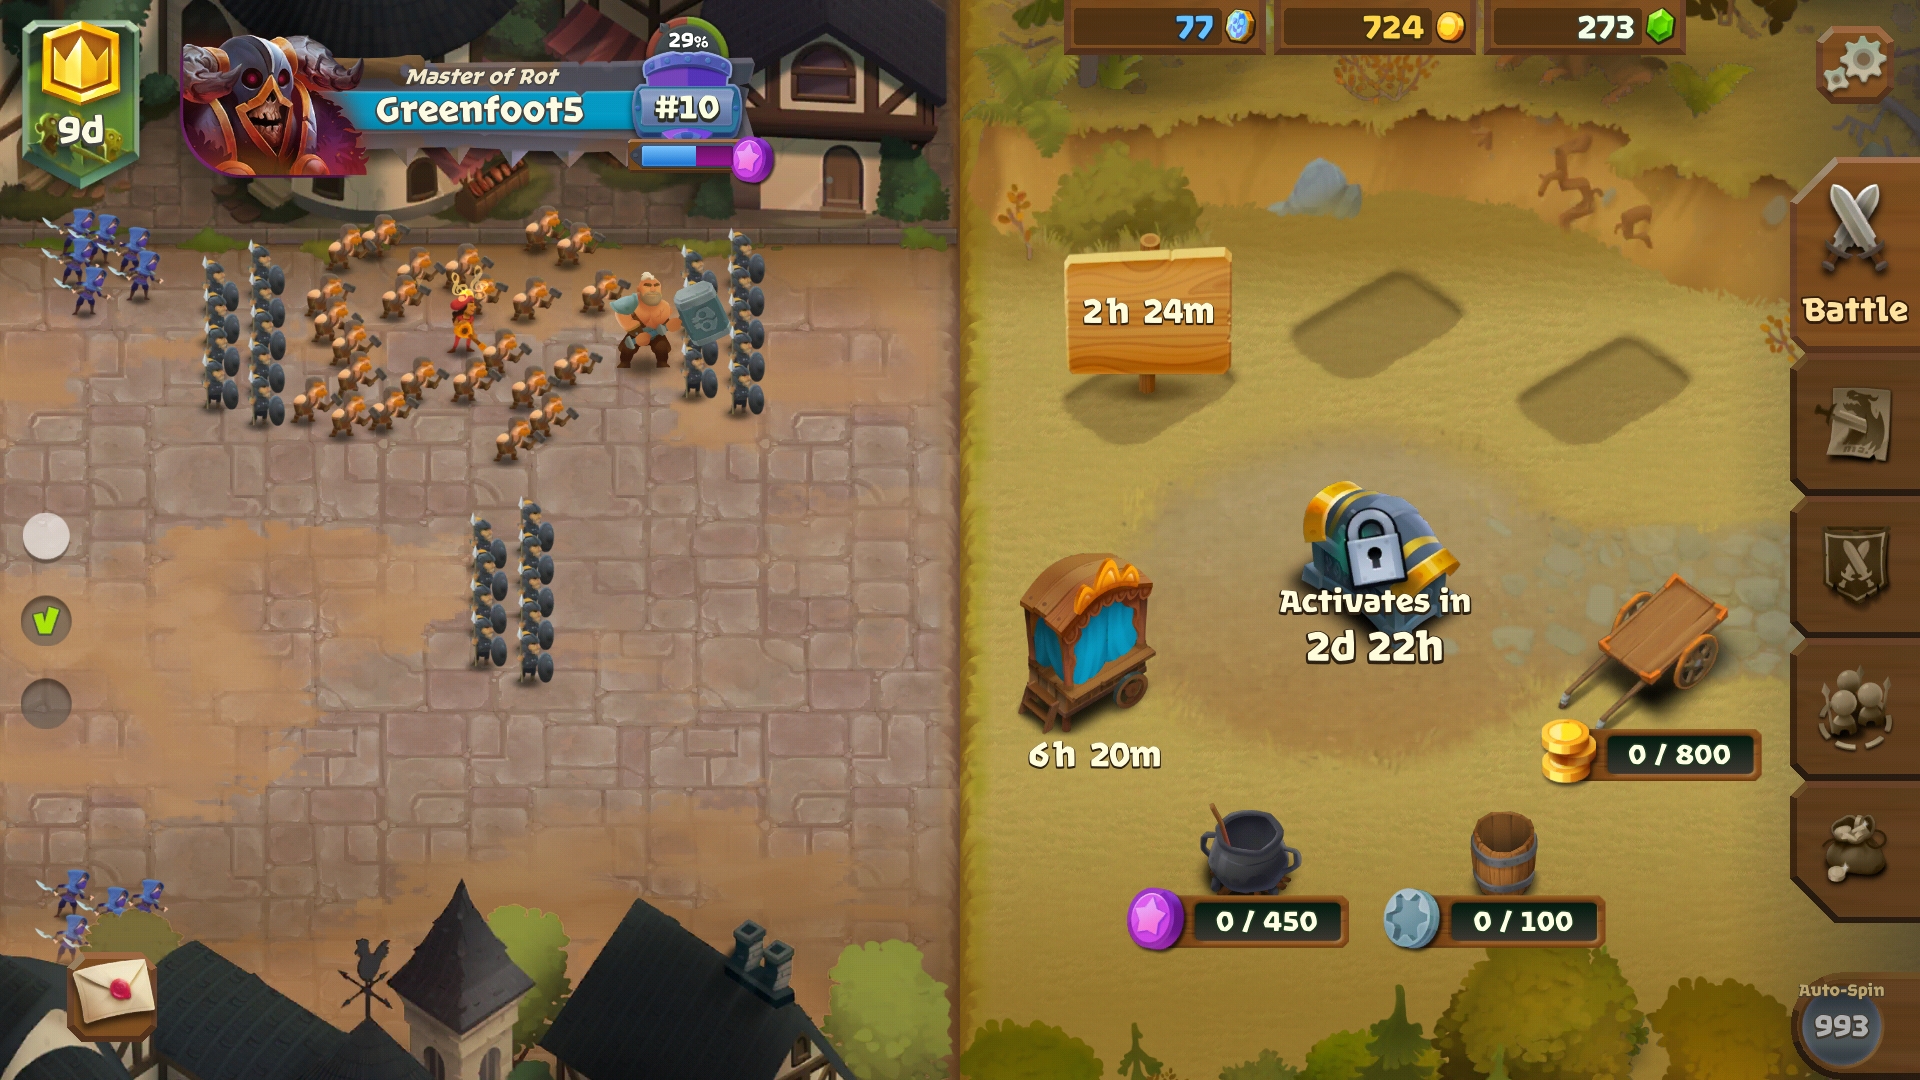 9d
Master of Rot
Greenfoot5
29%
#10
77
724
273
2h 24m
Battle
Activates in
2d 22h
6h 20m
0 / 800
0 / 450
0 / 100
Auto-Spin
993